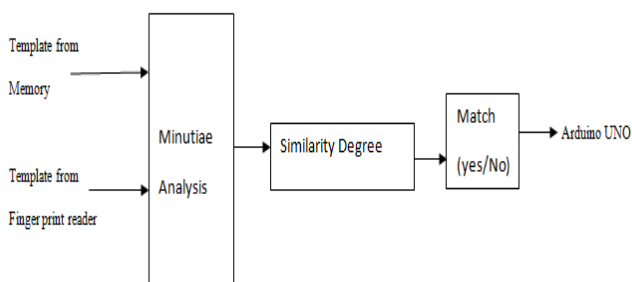 Template from
Memory
Template from
Finger print reader
Minutiae
Analysis
Similarity Degree
Match
(yes/No)
Arduino UNO